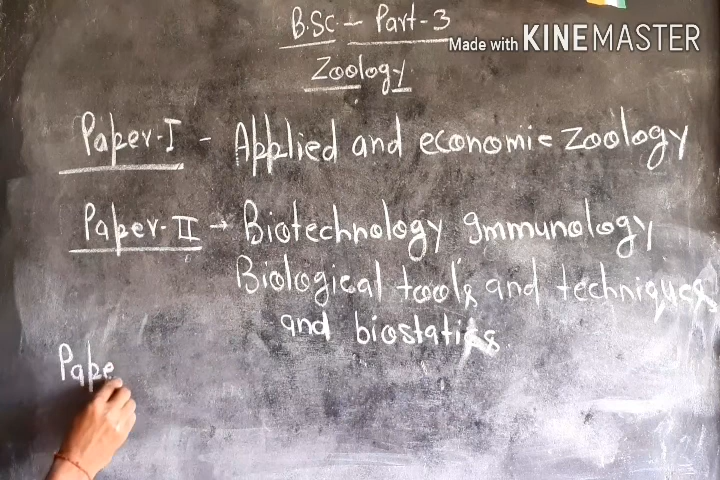 B.Sc. - Part-3
Made with KINEMASTER
Zoology
Paper-I - Applied and economic zoology
Paper-II → Biotechnology Immunology
Biological tools and techniques
and biostatics.
Pape